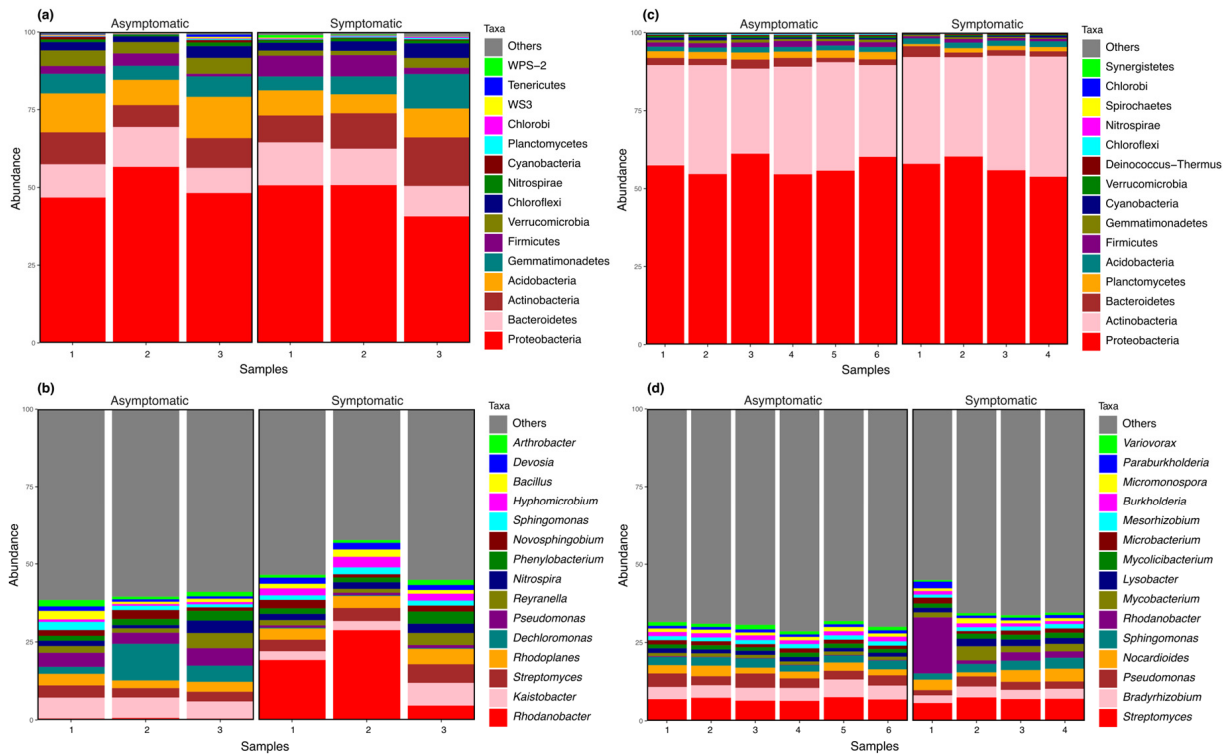 (a)
Asymptomatic
Symptomatic
Abundance
100
75
50
25
0
1
2
3
1
2
3
Samples
Taxa
Others
WPS-2
Tenericutes
WS3
Chlorobi
Planctomycetes
Cyanobacteria
Nitrospirae
Chloroflexi
Verrucomicrobia
Firmicutes
Gemmatimonadetes
Acidobacteria
Actinobacteria
Bacteroidetes
Proteobacteria
(c)
Asymptomatic
Symptomatic
Abundance
100
75
50
25
0
1
2
3
4
5
6
1
2
3
4
Samples
Taxa
Others
Synergistetes
Chlorobi
Spirochaetes
Nitrospirae
Chloroflexi
Deinococcus-Thermus
Verrucomicrobia
Cyanobacteria
Gemmatimonadetes
Firmicutes
Acidobacteria
Planctomycetes
Bacteroidetes
Actinobacteria
Proteobacteria
(b)
Asymptomatic
Symptomatic
Abundance
100
75
50
25
0
1
2
3
1
2
3
Samples
Taxa
Others
Arthrobacter
Devosia
Bacillus
Hyphomicrobium
Sphingomonas
Novosphingobium
Phenylobacterium
Nitrospira
Reyranella
Pseudomonas
Dechloromonas
Rhodoplanes
Streptomyces
Kaistobacter
Rhodanobacter
(d)
Asymptomatic
Symptomatic
Abundance
100
75
50
25
0
1
2
3
4
5
6
1
2
3
4
Samples
Taxa
Others
Variovorax
Paraburkholderia
Micromonospora
Burkholderia
Mesorhizobium
Microbacterium
Mycolicibacterium
Lysobacter
Mycobacterium
Rhodanobacter
Sphingomonas
Nocardioides
Pseudomonas
Bradyrhizobium
Streptomyces